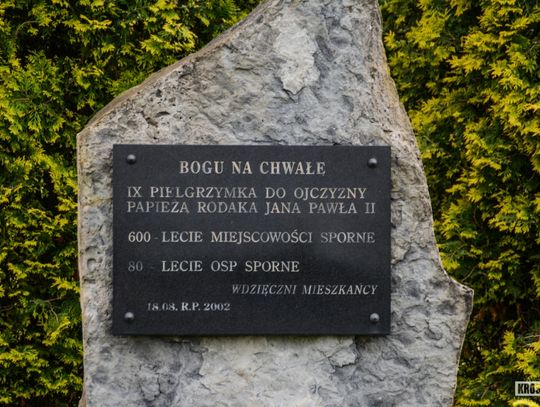 BOGU NA CHWAŁE
IX PIELGRZYMKA DO OJCZYZNY
PAPIEŻA RODAKA JANA PAWŁA II
600 - LECIE MIEJSCOWOŚCI SPORNE
80 - LECIE OSP SPORNE
WDZIĘCZNI MIESZKAŃCY
18.08. R.P. 2002